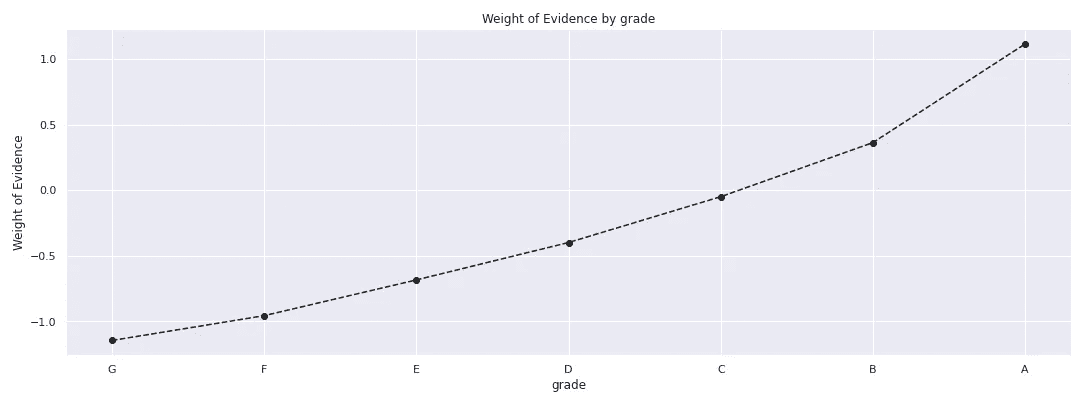 Weight of Evidence by grade
Weight of Evidence
1.0
0.5
0.0
−0.5
−1.0
G F E D C B A
grade